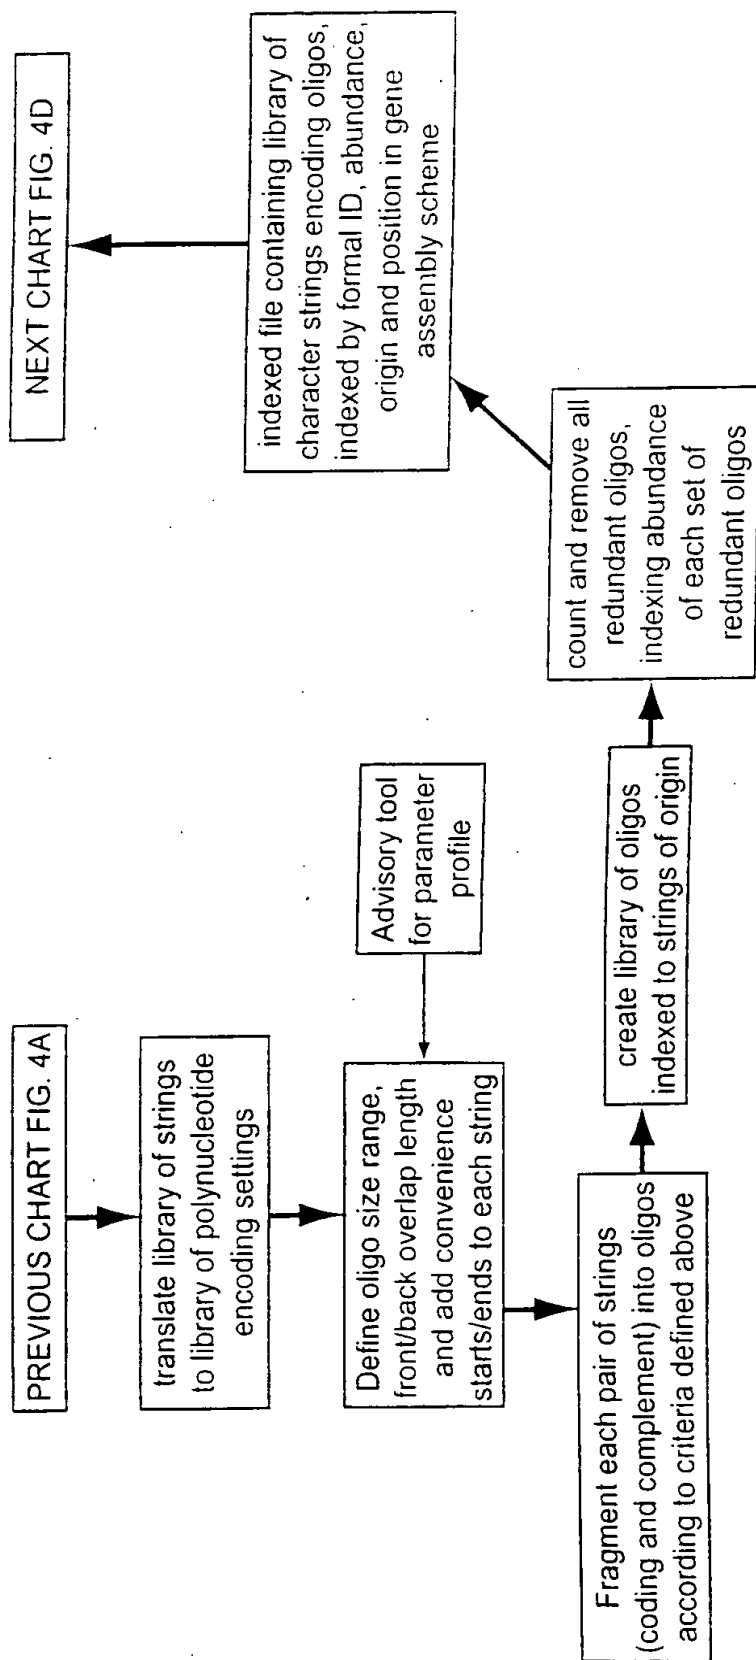 PREVIOUS CHART FIG. 4A
translate library of strings
to library of polynucleotide
encoding settings
Define oligo size range,
front/back overlap length
and add convenience
starts/ends to each string
Advisory tool
for parameter
profile
Fragment each pair of strings
(coding and complement) into oligos
according to criteria defined above
create library of oligos
indexed to strings of origin
count and remove all
redundant oligos,
indexing abundance
of each set of
redundant oligos
indexed file containing library of
character strings encoding oligos,
indexed by formal ID, abundance,
origin and position in gene
assembly scheme
NEXT CHART FIG. 4D